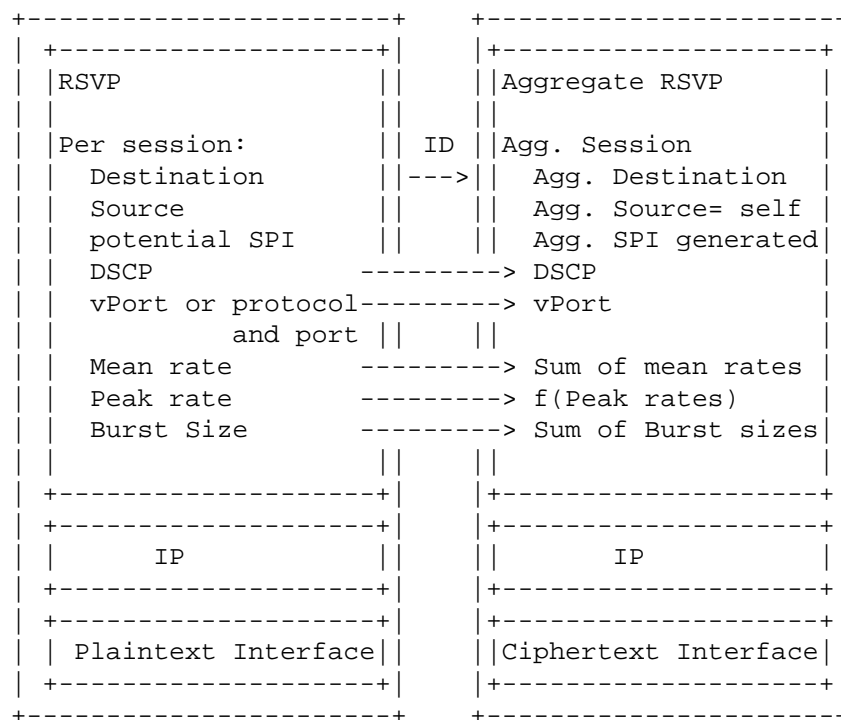 +-----------------------+    +-----------------------
| +--------------------+|    |+--------------------+
| |RSVP                ||    ||Aggregate RSVP      |
| |                    ||    ||                    |
| |Per session:        || ID ||Agg. Session        |
| |  Destination       ||--->||  Agg. Destination  |
| |  Source            ||    ||  Agg. Source= self |
| |  potential SPI     ||    ||  Agg. SPI generated|
| |  DSCP             ---------> DSCP              |
| |  vPort or protocol---------> vPort             |
| |           and port ||    ||                    |
| |  Mean rate        ---------> Sum of mean rates |
| |  Peak rate        ---------> f(Peak rates)     |
| |  Burst Size       ---------> Sum of Burst sizes|
| |                    ||    ||                    |
| +--------------------+|    |+--------------------+
| +--------------------+|    |+--------------------+
| |      IP            ||    ||       IP           |
| +--------------------+|    |+--------------------+
| +--------------------+|    |+--------------------+
| | Plaintext Interface||    ||Ciphertext Interface|
| +--------------------+|    |+--------------------+
+-----------------------+    +-----------------------